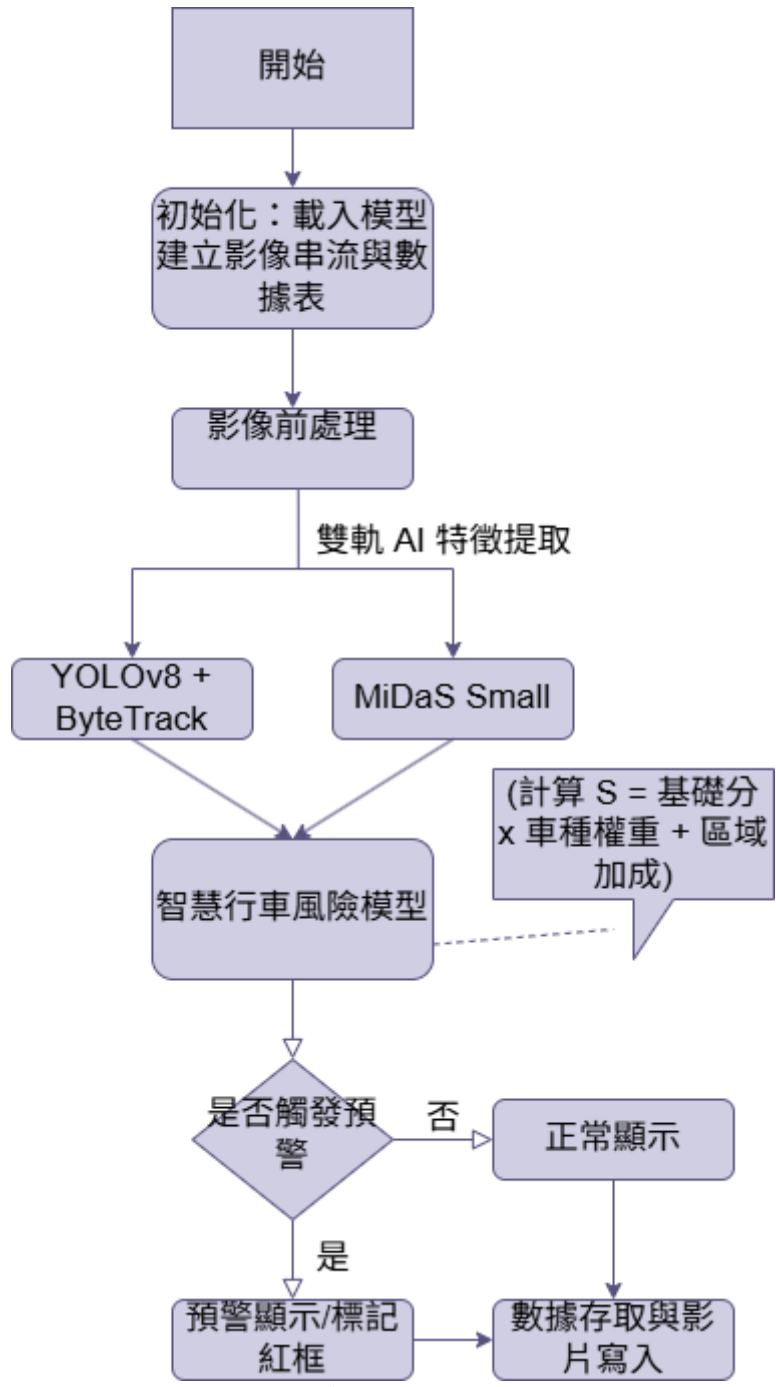 開始
初始化：載入模型
建立影像串流與數
據表
影像前處理
雙軌 AI 特徵提取
YOLOv8 +
ByteTrack
MiDaS Small
(計算 S = 基礎分
x 車種權重 + 區域
加成)
智慧行車風險模型
是否觸發預
警
否
正常顯示
是
預警顯示/標記
紅框
數據存取與影
片寫入